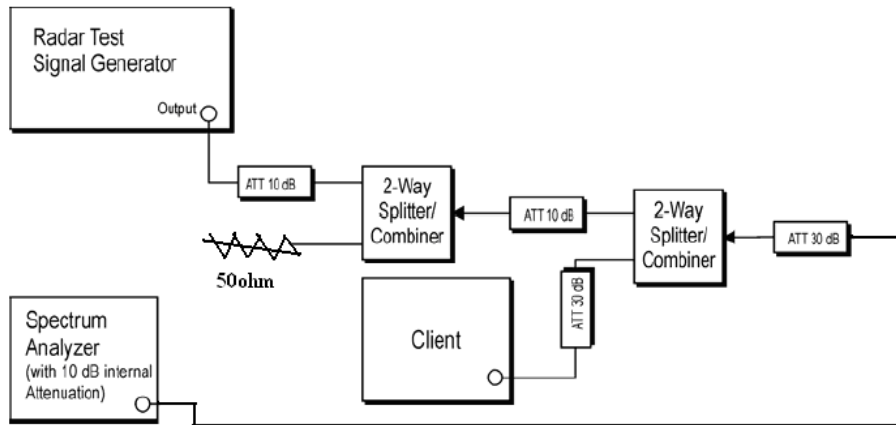 Radar Test
Signal Generator
Output
ATT 10 dB
2-Way
Splitter/
Combiner
ATT 10 dB
2-Way
Splitter/
Combiner
ATT 30 dB
50ohm
ATT 30 dB
Client
Spectrum
Analyzer
(with 10 dB internal
Attenuation)